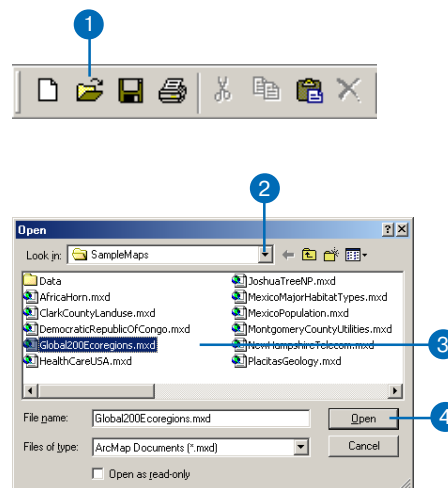 1
2
Open
Look in: SampleMaps
Data
AfricaHorn.mxd
ClarkCountyLanduse.mxd
DemocraticRepublicOfCongo.mxd
Global200Ecoregions.mxd
HealthCareUSA.mxd
JoshuaTreeNP.mxd
MexicoMajorHabitatTypes.mxd
MexicoPopulation.mxd
MontgomeryCountyUtilities.mxd
NewHampshireTelecom.mxd
PlacitasGeology.mxd
3
File name: Global200Ecoregions.mxd Open
4
Files of type: ArcMap Documents (*.mxd) Cancel
Open as read-only